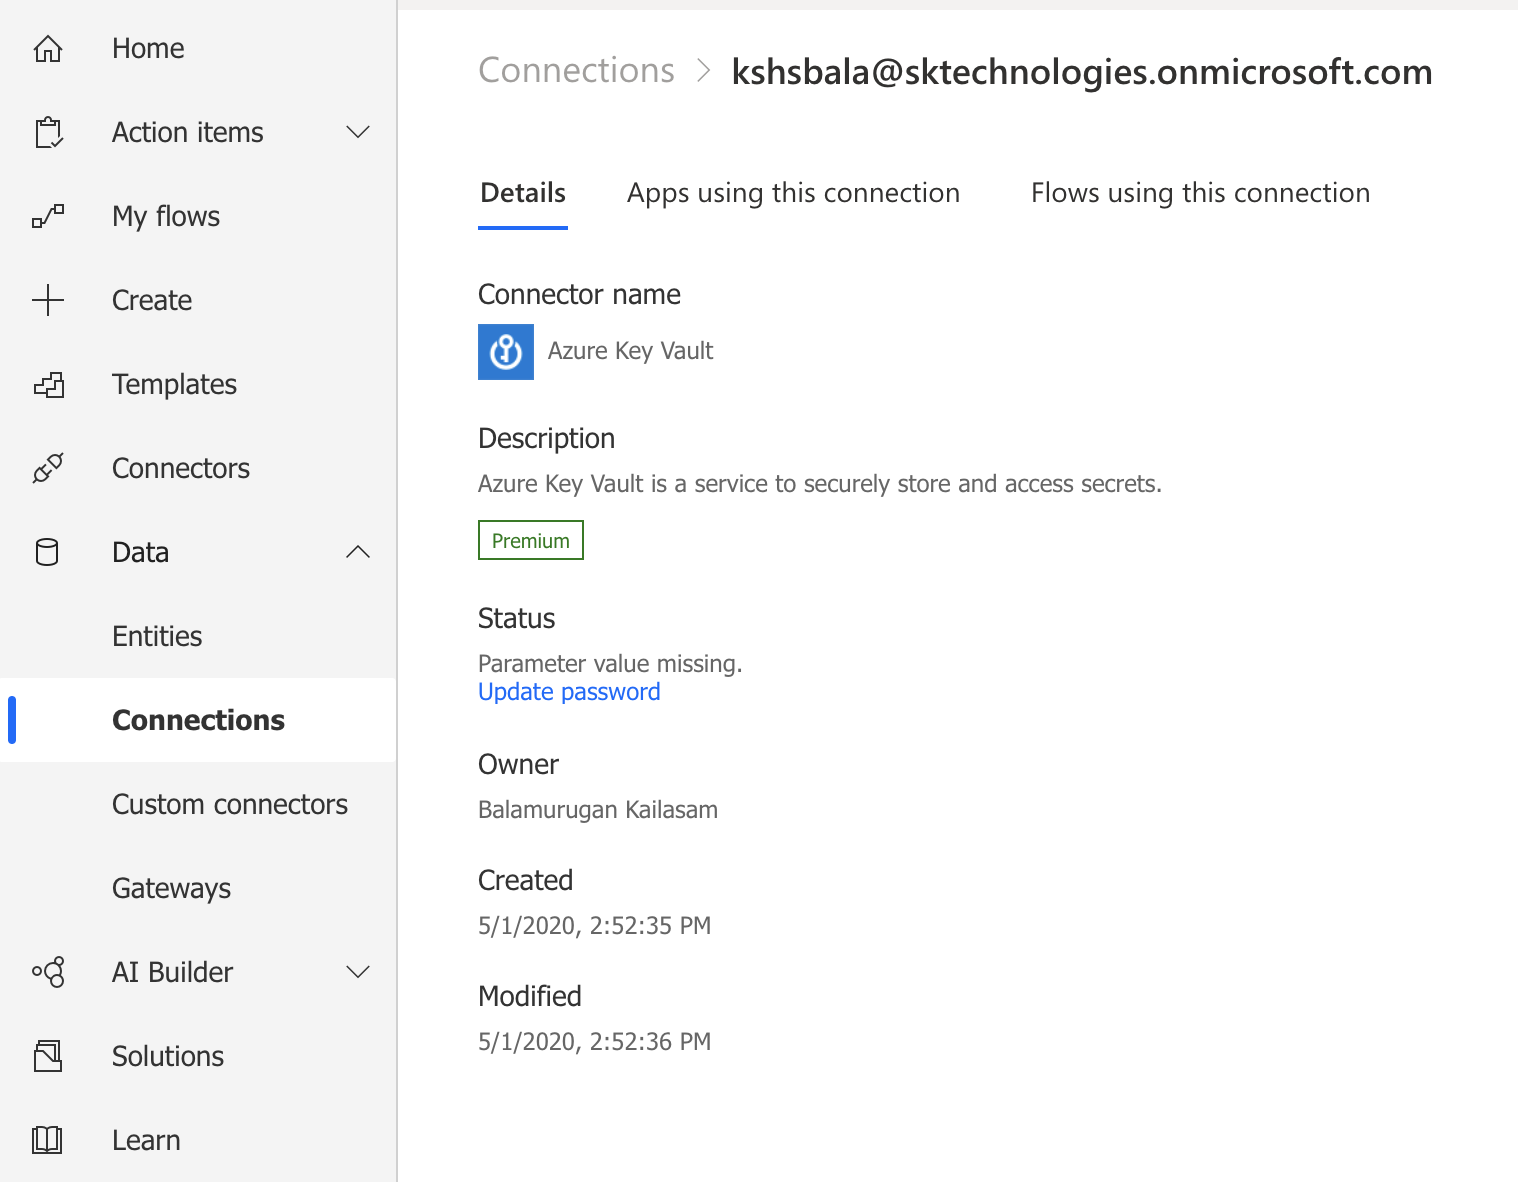 Home
Action items
My flows
Create
Templates
Connectors
Data
Entities
Connections
Custom connectors
Gateways
AI Builder
Solutions
Learn
Connections > kshsbala@sktechnologies.onmicrosoft.com
Details Apps using this connection Flows using this connection
Connector name
Azure Key Vault
Description
Azure Key Vault is a service to securely store and access secrets.
Premium
Status
Parameter value missing.
Update password
Owner
Balamurugan Kailasam
Created
5/1/2020, 2:52:35 PM
Modified
5/1/2020, 2:52:36 PM